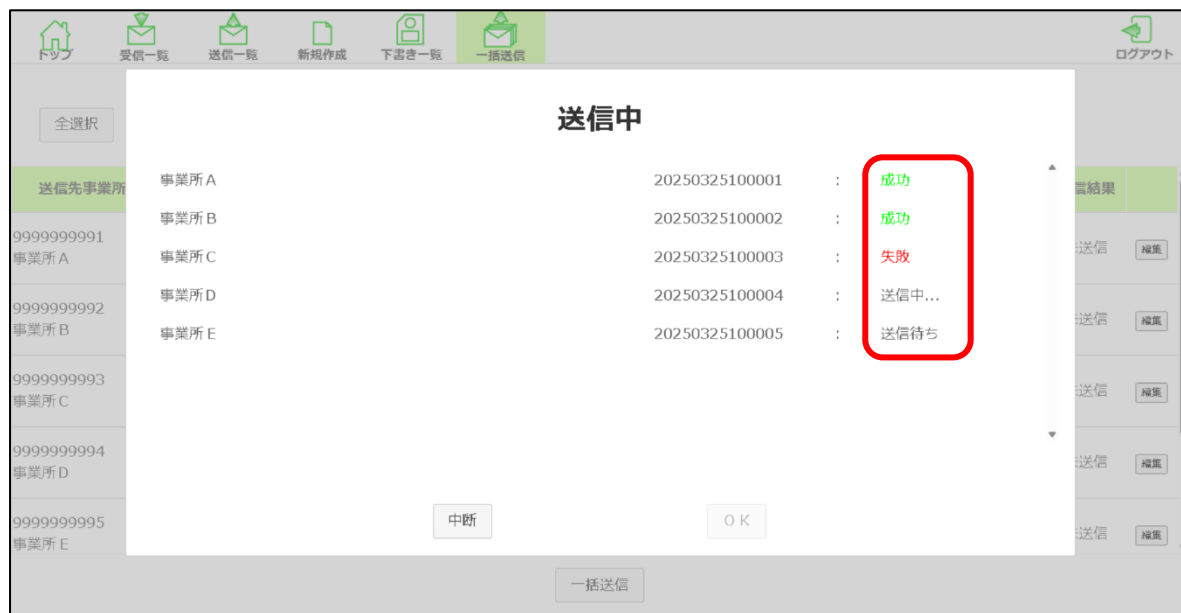 トップ 受信一覧 送信一覧 新規作成 下書き一覧 一括送信 ログアウト
送信中
全選択
送信先事業所 信結果
事業所A 20250325100001 : 成功
事業所B 20250325100002 : 成功
事業所C 20250325100003 : 失敗
事業所D 20250325100004 : 送信中...
事業所E 20250325100005 : 送信待ち
9999999991
事業所A 送信 編集
9999999992
事業所B 送信 編集
9999999993
事業所C 送信 編集
9999999994
事業所D 送信 編集
9999999995
事業所E 送信 編集
中断 OK
一括送信